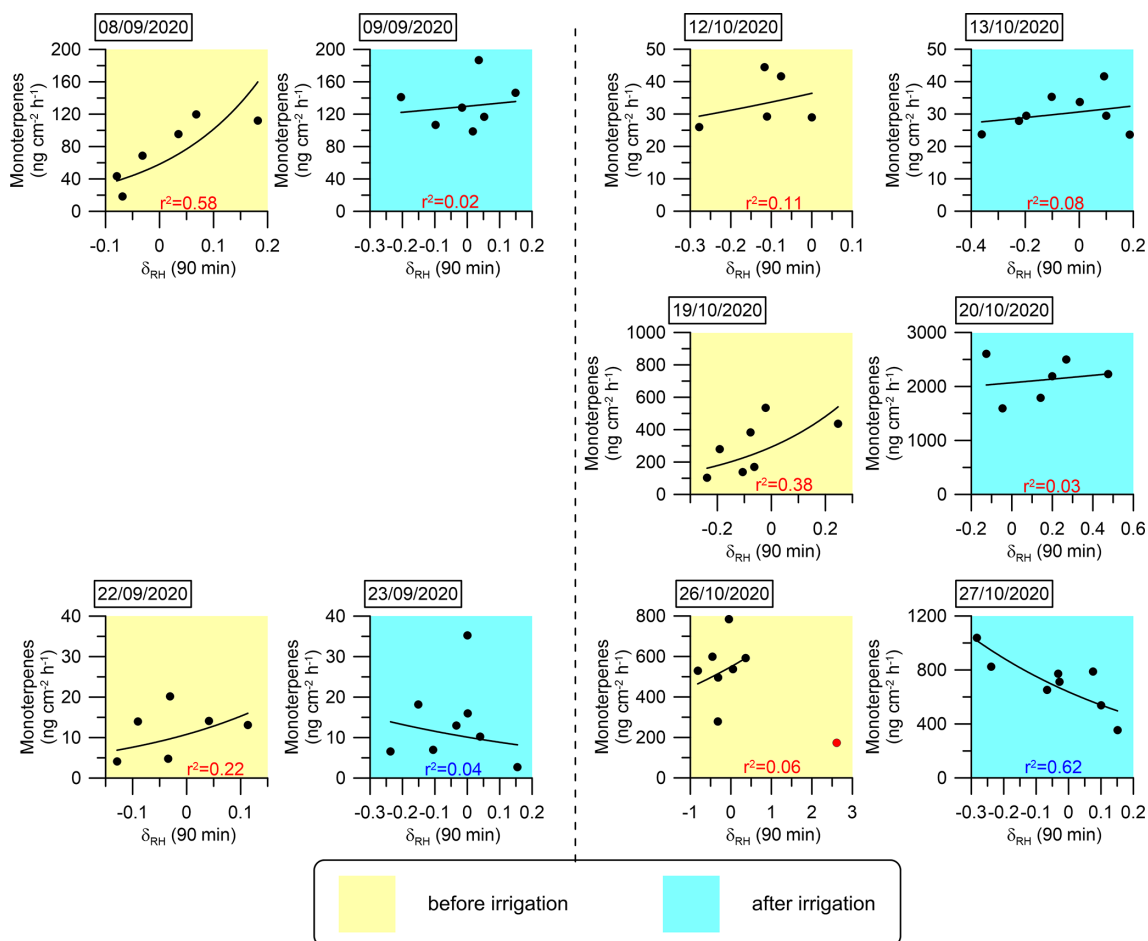 08/09/2020
09/09/2020
12/10/2020
13/10/2020
Monoterpenes
(ng cm⁻² h⁻¹)
200
160
120
80
40
0
r²=0.58
-0.1 0 0.1 0.2
δRH (90 min)
Monoterpenes
(ng cm⁻² h⁻¹)
200
160
120
80
40
0
r²=0.02
-0.3 -0.2 -0.1 0 0.1 0.2
δRH (90 min)
Monoterpenes
(ng cm⁻² h⁻¹)
50
40
30
20
10
0
r²=0.11
-0.3 -0.2 -0.1 0 0.1
δRH (90 min)
Monoterpenes
(ng cm⁻² h⁻¹)
50
40
30
20
10
0
r²=0.08
-0.4 -0.2 0 0.2
δRH (90 min)
19/10/2020
20/10/2020
Monoterpenes
(ng cm⁻² h⁻¹)
1000
800
600
400
200
0
r²=0.38
-0.2 0 0.2
δRH (90 min)
Monoterpenes
(ng cm⁻² h⁻¹)
3000
2000
1000
0
r²=0.03
-0.2 0 0.2 0.4 0.6
δRH (90 min)
22/09/2020
23/09/2020
26/10/2020
27/10/2020
Monoterpenes
(ng cm⁻² h⁻¹)
40
30
20
10
0
r²=0.22
-0.1 0 0.1
δRH (90 min)
Monoterpenes
(ng cm⁻² h⁻¹)
40
30
20
10
0
r²=0.04
-0.3 -0.2 -0.1 0 0.1 0.2
δRH (90 min)
Monoterpenes
(ng cm⁻² h⁻¹)
800
600
400
200
0
r²=0.06
-1 0 1 2 3
δRH (90 min)
Monoterpenes
(ng cm⁻² h⁻¹)
1200
800
400
0
r²=0.62
-0.3 -0.2 -0.1 0 0.1 0.2
δRH (90 min)
before irrigation
after irrigation